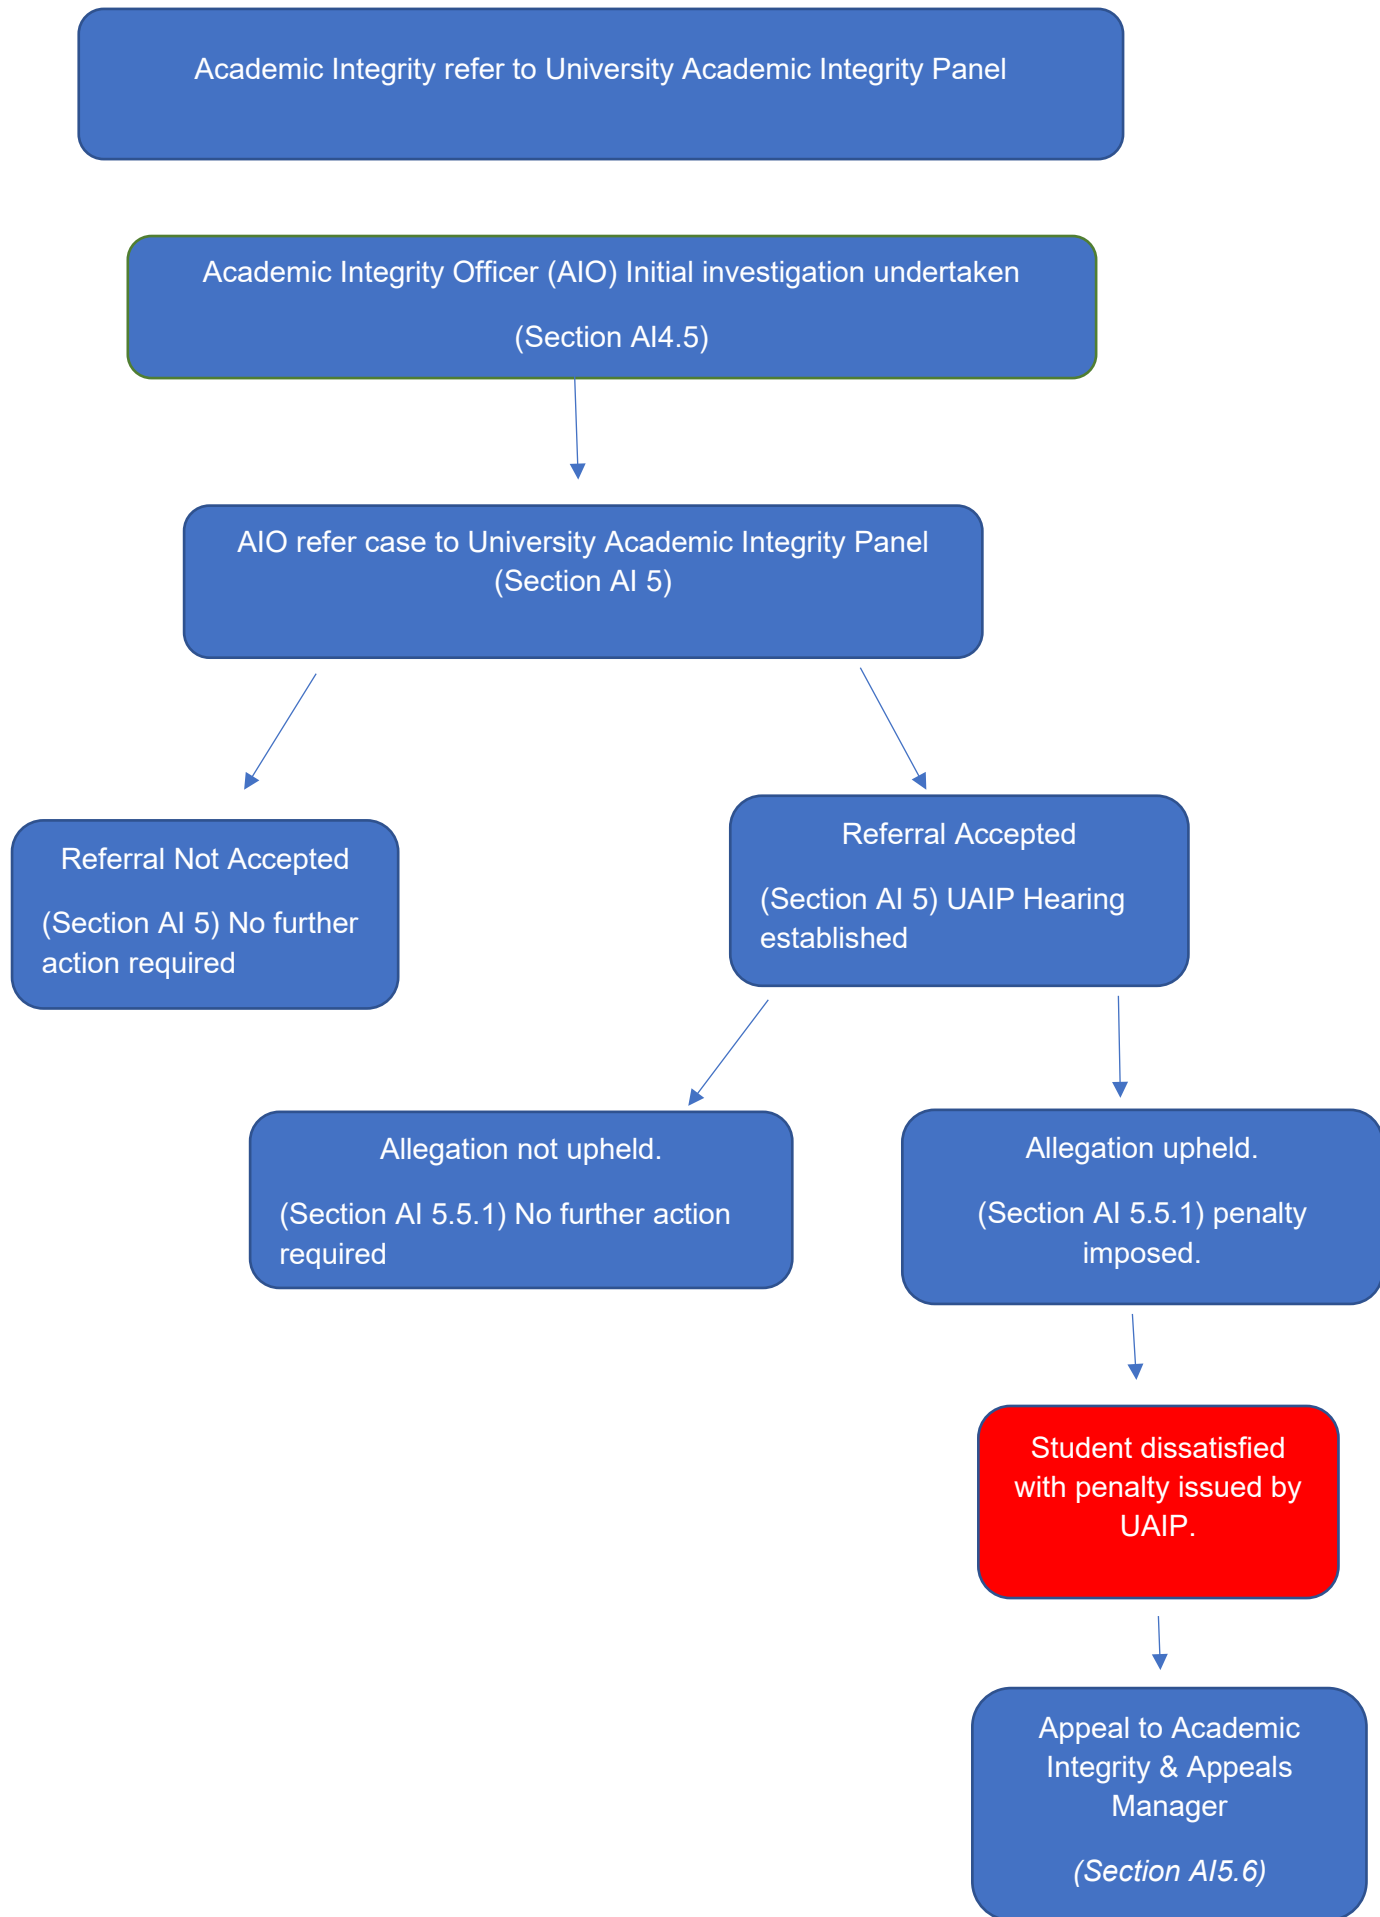 Academic Integrity refer to University Academic Integrity Panel
Academic Integrity Officer (AIO) Initial investigation undertaken
(Section AI4.5)
AIO refer case to University Academic Integrity Panel
(Section AI 5)
Referral Not Accepted
(Section AI 5) No further
action required
Referral Accepted
(Section AI 5) UAIP Hearing
established
Allegation not upheld.
(Section AI 5.5.1) No further action
required
Allegation upheld.
(Section AI 5.5.1) penalty
imposed.
Student dissatisfied
with penalty issued by
UAIP.
Appeal to Academic
Integrity & Appeals
Manager
(Section AI5.6)